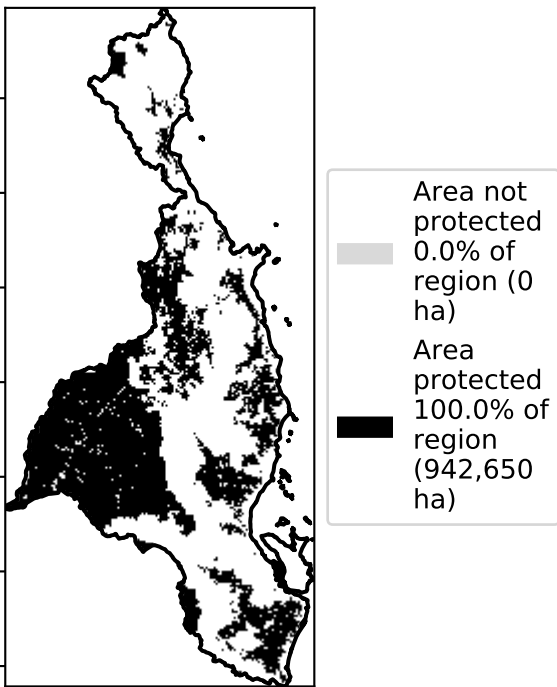 Area not
protected
0.0% of
region (0
ha)
Area
protected
100.0% of
region
(942,650
ha)